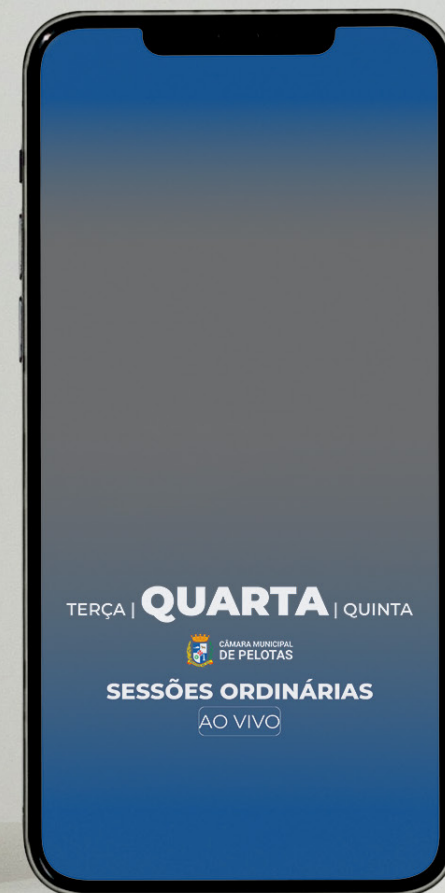 TERÇA | QUARTA | QUINTA
CÂMARA MUNICIPAL
DE PELOTAS
SESSÕES ORDINÁRIAS
AO VIVO